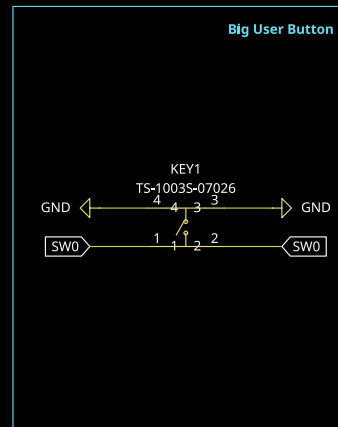 Big User Button
KEY1
TS-1003S-07026
GND 4 4 3 3 GND
SW0 1 1 2 2 SW0